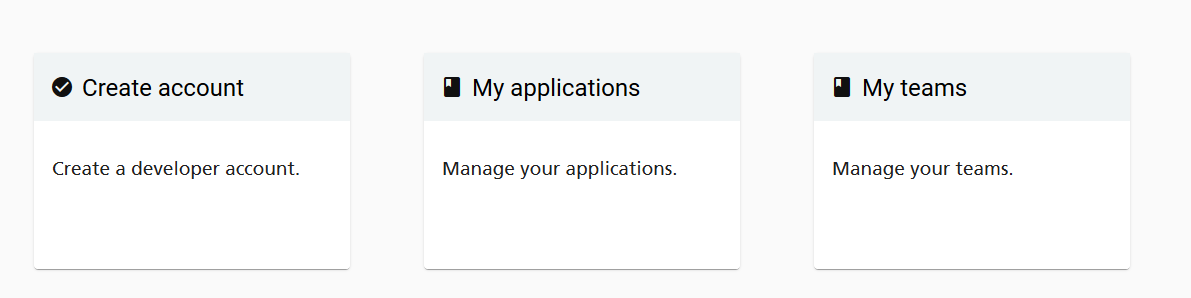 Create account
Create a developer account.
My applications
Manage your applications.
My teams
Manage your teams.